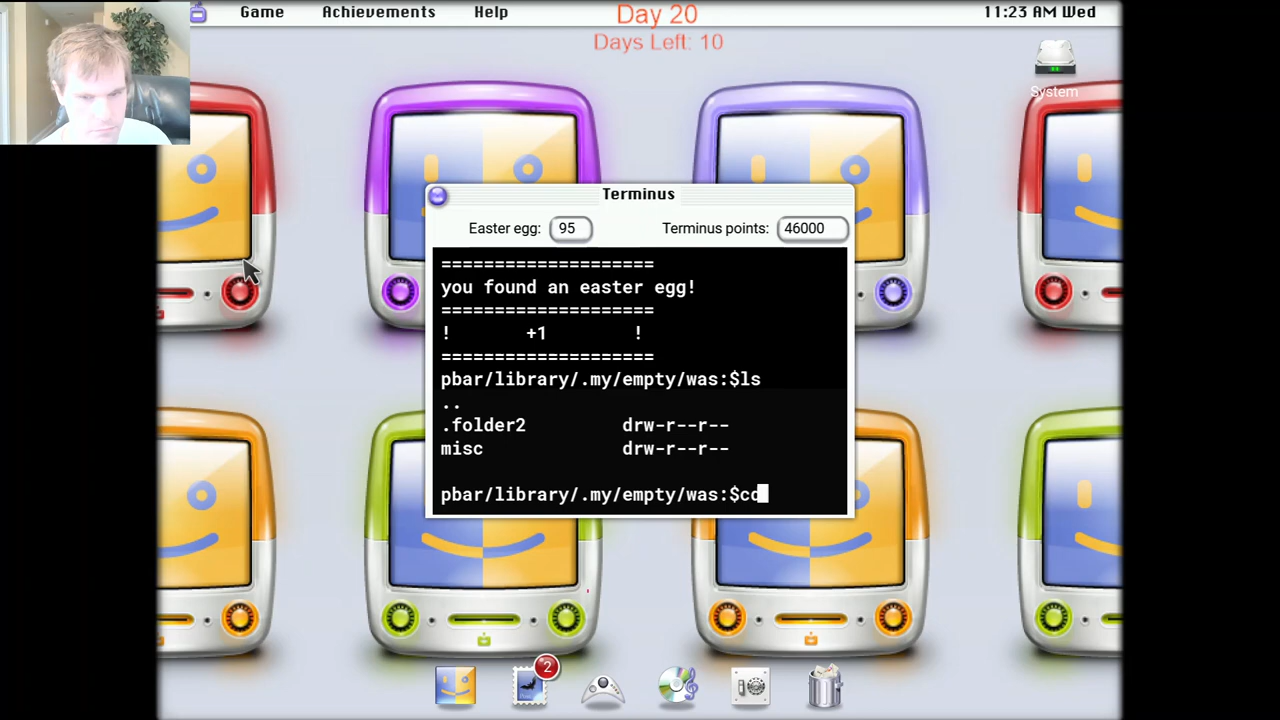 Game Achievements Help
Day 20
11:23 AM Wed
Days Left: 10
System
Terminus
Easter egg: 95 Terminus points: 46000
====================
you found an easter egg!
====================
! +1 !
====================
pbar/library/.my/empty/was:$ls
..
.folder2 drw-r--r--
misc drw-r--r--
pbar/library/.my/empty/was:$cd
2